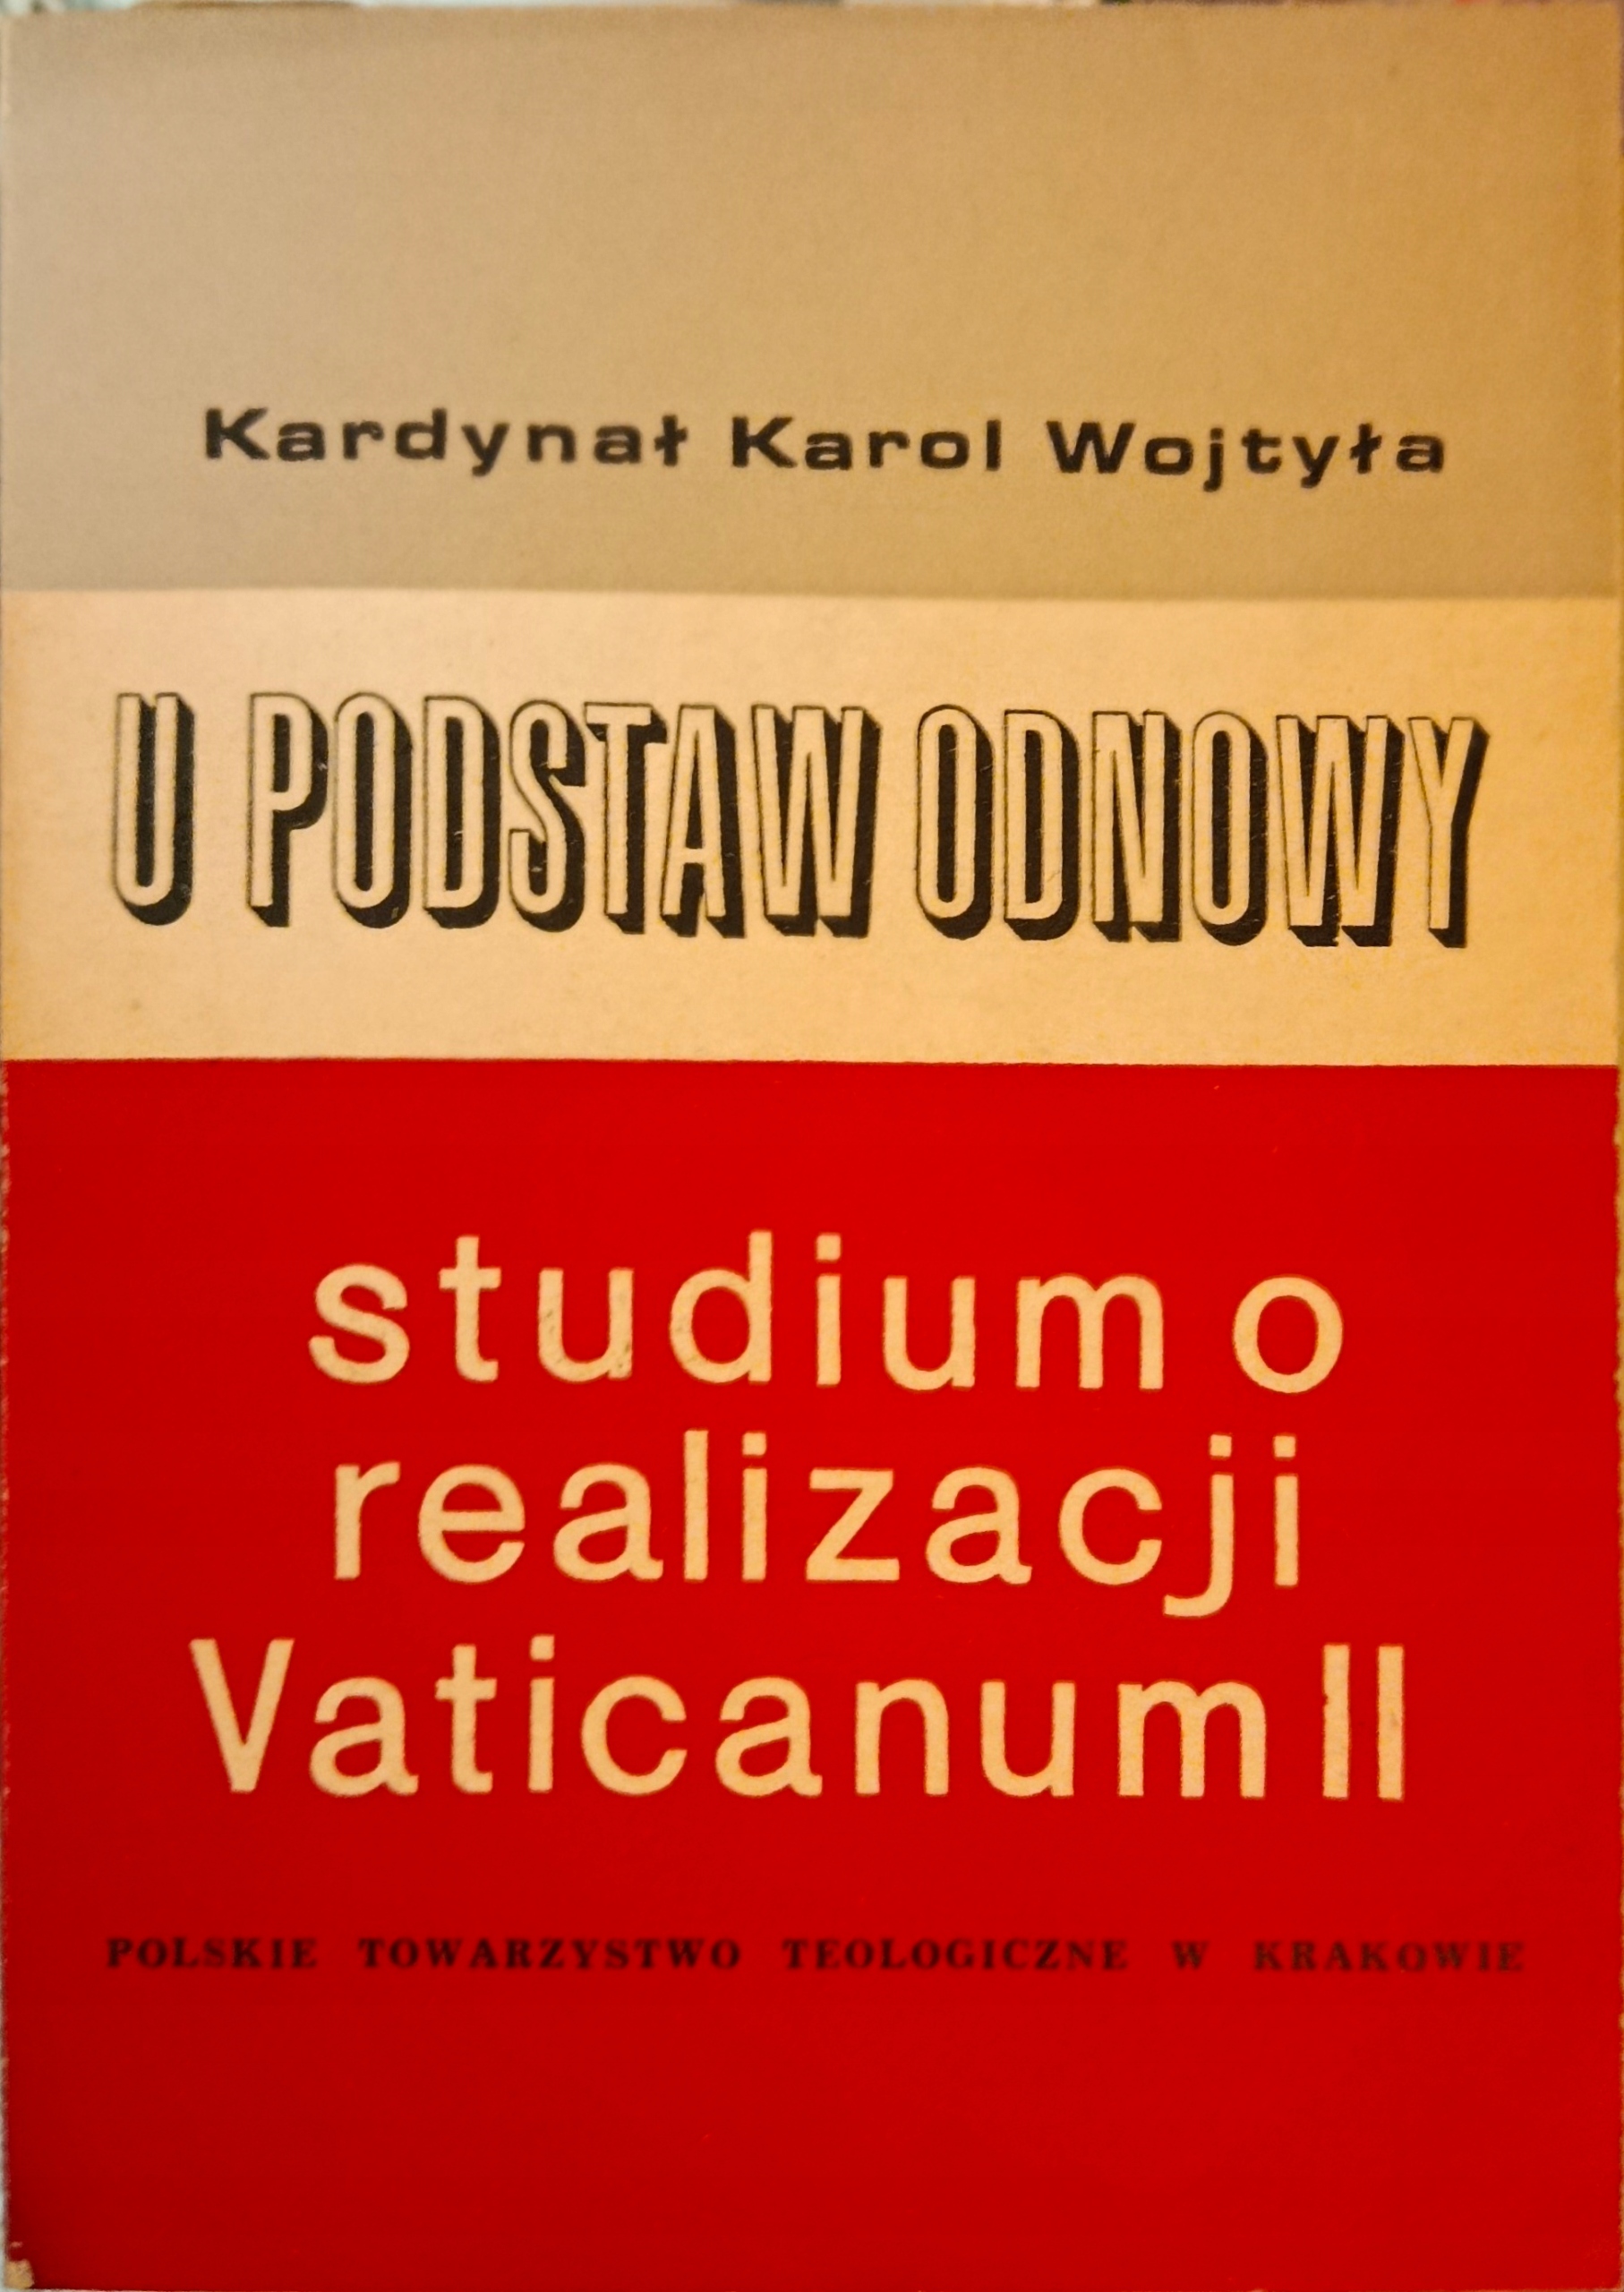 Kardynał Karol Wojtyła
U PODSTAW ODNOWY
studium o
realizacji
Vaticanum II
POLSKIE TOWARZYSTWO TEOLOGICZNE W KRAKOWIE